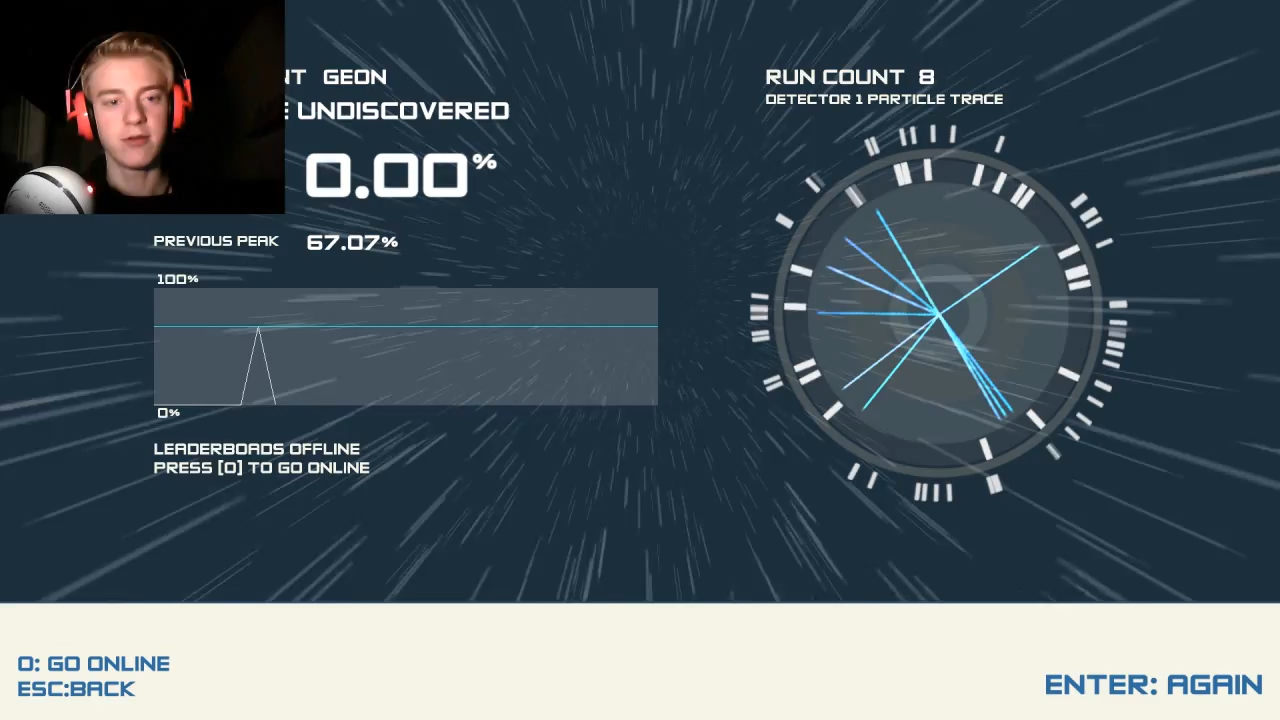 NT GEON
E UNDISCOVERED
0.00%
PREVIOUS PEAK 67.07%
100%
0%
LEADERBOARDS OFFLINE
PRESS [O] TO GO ONLINE
RUN COUNT 8
DETECTOR 1 PARTICLE TRACE
O: GO ONLINE
ESC:BACK
ENTER: AGAIN